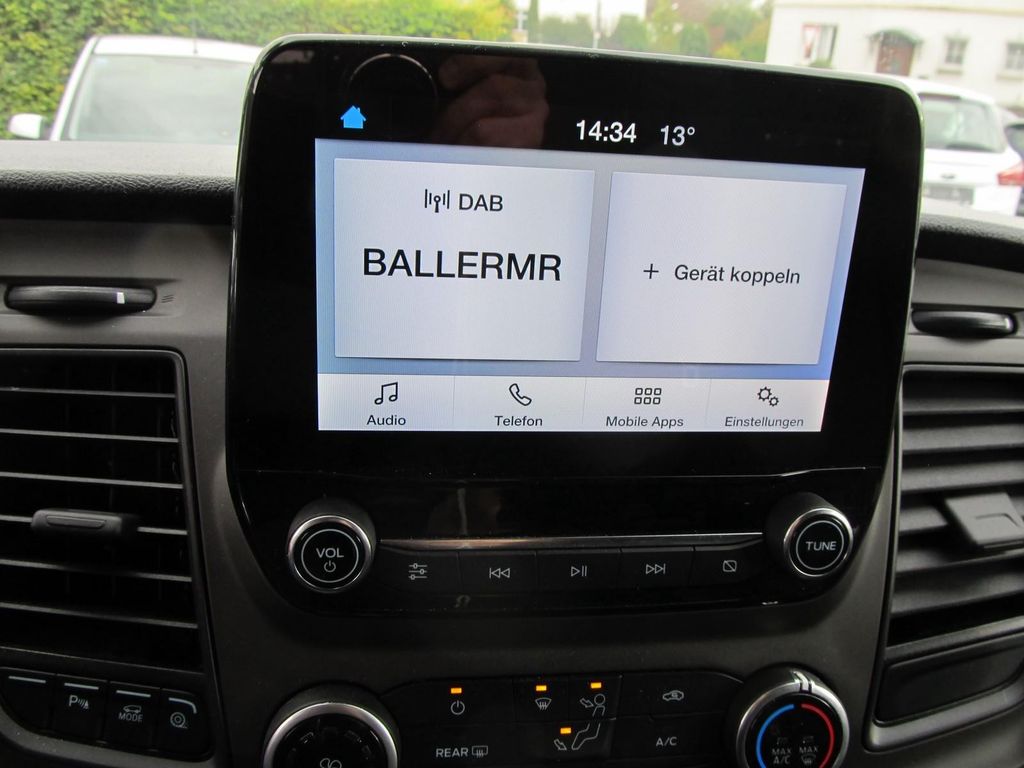 14:34 13°
DAB
BALLERMR
+ Gerät koppeln
Audio Telefon Mobile Apps Einstellungen
VOL
TUNE
P
MODE
REAR
A/C
MAX A/C
MAX